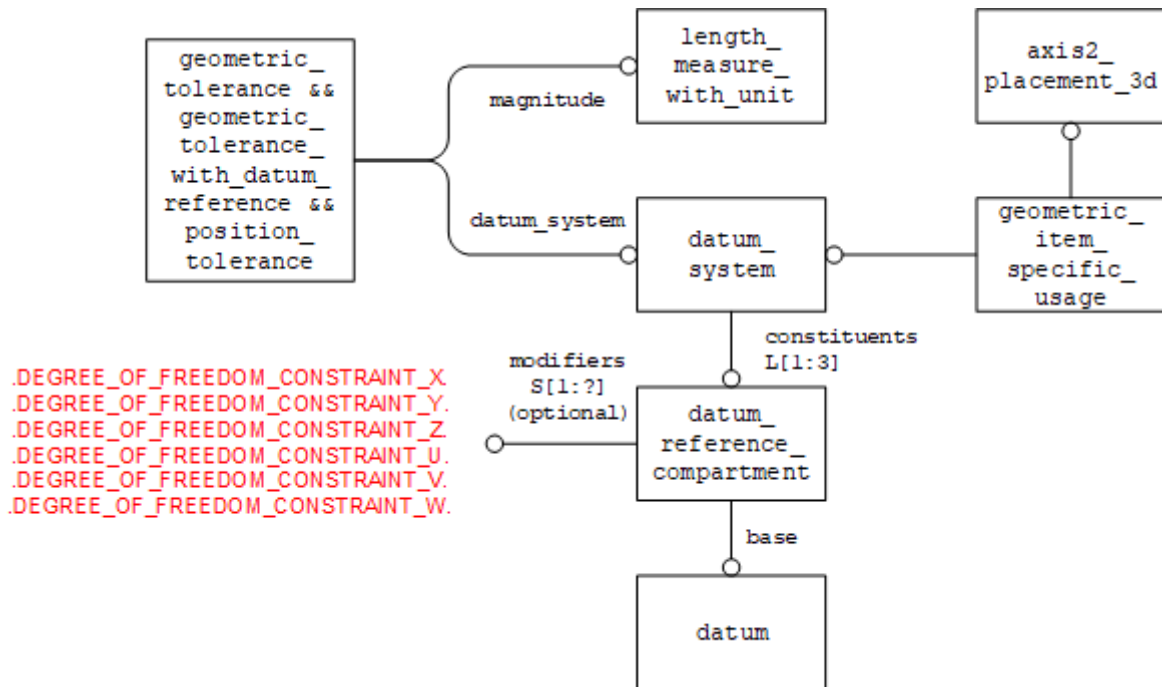 geometric_
tolerance &&
geometric_
tolerance_
with_datum_
reference &&
position_
tolerance
magnitude
length_
measure_
with_unit
axis2_
placement_3d
datum_system
datum_
system
geometric_
item_
specific_
usage
constituents
L[1:3]
modifiers
S[1:?]
(optional)
.DEGREE_OF_FREEDOM_CONSTRAINT_X.
.DEGREE_OF_FREEDOM_CONSTRAINT_Y.
.DEGREE_OF_FREEDOM_CONSTRAINT_Z.
.DEGREE_OF_FREEDOM_CONSTRAINT_U.
.DEGREE_OF_FREEDOM_CONSTRAINT_V.
.DEGREE_OF_FREEDOM_CONSTRAINT_W.
datum_
reference_
compartment
base
datum